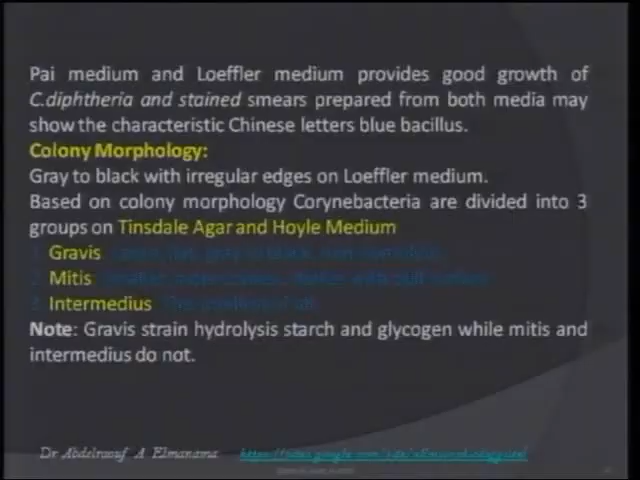 Pai medium and Loeffler medium provides good growth of
C.diphtheria and stained smears prepared from both media may
show the characteristic Chinese letters blue bacillus.
Colony Morphology:
Gray to black with irregular edges on Loeffler medium.
Based on colony morphology Corynebacteria are divided into 3
groups on Tinsdale Agar and Hoyle Medium
Gravis
Mitis
3. Intermedius
Note: Gravis strain hydrolysis starch and glycogen while mitis and
intermedius do not.
Dr Abdelraouf A. Elmanama